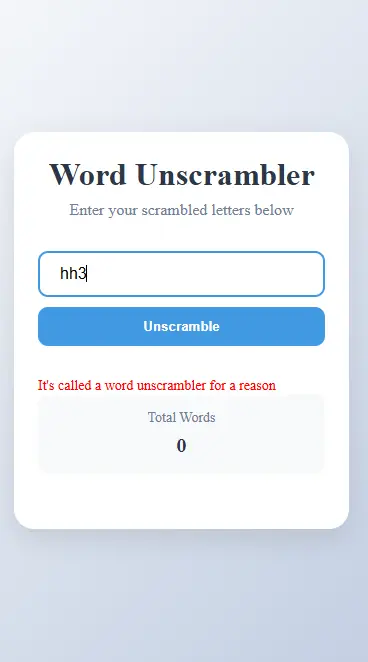 Word Unscrambler
Enter your scrambled letters below
hh3
Unscramble
It's called a word unscrambler for a reason
Total Words
0